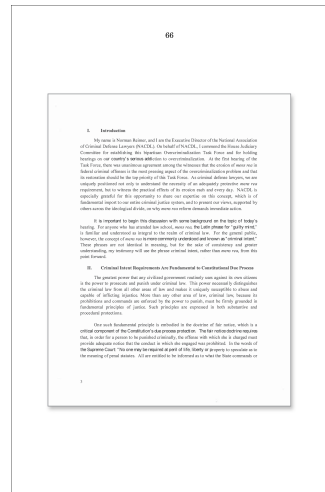 66
I. Introduction
My name is Norman Reimer, and I am the Executive Director of the National Association
of Criminal Defense Lawyers (NACDL). On behalf of NACDL, I commend the House Judiciary
Committee for establishing this bipartisan Overcriminalization Task Force and for holding
hearings on our country's serious addiction to overcriminalization. At the first hearing of the
Task Force, there was unanimous agreement among the witnesses that the erosion of mens rea in
federal criminal offenses is the most pressing aspect of the overcriminalization problem and that
its restoration should be the top priority of this Task Force. As criminal defense lawyers, we are
uniquely positioned not only to understand the necessity of an adequately protective mens rea
requirement, but to witness the practical effects of its erosion each and every day. NACDL is
especially grateful for this opportunity to share our expertise on this concept, which is of
fundamental import to our entire criminal justice system, and to present our views, supported by
others across the ideological divide, on why mens rea reform demands immediate action.
It is important to begin this discussion with some background on the topic of today's
hearing. For anyone who has attended law school, mens rea, the Latin phrase for "guilty mind,"
is familiar and understood as integral to the realm of criminal law. For the general public,
however, the concept of mens rea is more commonly understood and known as "criminal intent."
These phrases are not identical in meaning, but for the sake of consistency and greater
understanding, my testimony will use the phrase criminal intent, rather than mens rea, from this
point forward.
II. Criminal Intent Requirements Are Fundamental to Constitutional Due Process
The greatest power that any civilized government routinely uses against its own citizens
is the power to prosecute and punish under criminal law. This power necessarily distinguishes
the criminal law from all other areas of law and makes it uniquely susceptible to abuse and
capable of inflicting injustice. More than any other area of law, criminal law, because its
prohibitions and commands are enforced by the power to punish, must be firmly grounded in
fundamental principles of justice. Such principles are expressed in both substantive and
procedural protections.
One such fundamental principle is embodied in the doctrine of fair notice, which is a
critical component of the Constitution's due process protection. The fair notice doctrine requires
that, in order for a person to be punished criminally, the offense with which she is charged must
provide adequate notice that the conduct in which she engaged was prohibited. In the words of
the Supreme Court: "No one may be required at peril of life, liberty or property to speculate as to
the meaning of penal statutes. All are entitled to be informed as to what the State commands or